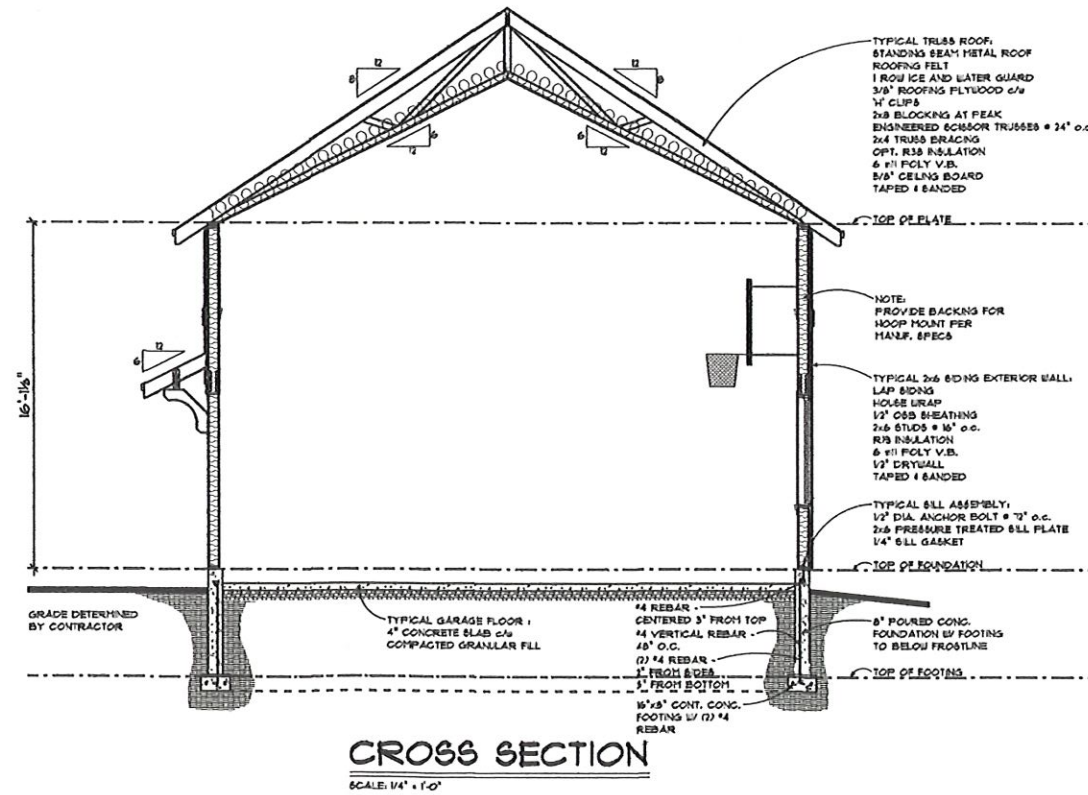 12
8
12
8
6
12
6
12
TYPICAL TRUSS ROOF:
STANDING SEAM METAL ROOF
ROOFING FELT
1 ROW ICE AND WATER GUARD
5/8" ROOFING PLYWOOD c/w
'H' CLIPS
2x8 BLOCKING AT PEAK
ENGINEERED SCISSOR TRUSSES @ 24" o.c.
2x4 TRUSS BRACING
OPT. R38 INSULATION
6 mil POLY V.B.
5/8" CEILING BOARD
TAPED & SANDED
TOP OF PLATE
NOTE:
PROVIDE BACKING FOR
HOOP MOUNT PER
MANUF. SPECS
12
6
16'-1 1/8"
TYPICAL 2x6 SIDING EXTERIOR WALL:
LAP SIDING
HOUSE WRAP
1/2" OSB SHEATHING
2x6 STUDS @ 16" o.c.
R19 INSULATION
6 mil POLY V.B.
1/2" DRYWALL
TAPED & SANDED
TYPICAL SILL ASSEMBLY:
1/2" DIA. ANCHOR BOLT @ 72" o.c.
2x6 PRESSURE TREATED SILL PLATE
1/4" SILL GASKET
TOP OF FOUNDATION
GRADE DETERMINED
BY CONTRACTOR
TYPICAL GARAGE FLOOR :
4" CONCRETE SLAB c/w
COMPACTED GRANULAR FILL
#4 REBAR -
CENTERED 3" FROM TOP
#4 VERTICAL REBAR -
48" O.C.
(2) #4 REBAR -
3" FROM SIDES
3" FROM BOTTOM
16"x8" CONT. CONC.
FOOTING W/ (2) #4
REBAR
8" POURED CONC.
FOUNDATION W/ FOOTING
TO BELOW FROSTLINE
TOP OF FOOTING
CROSS SECTION
SCALE: 1/4" = 1'-0"